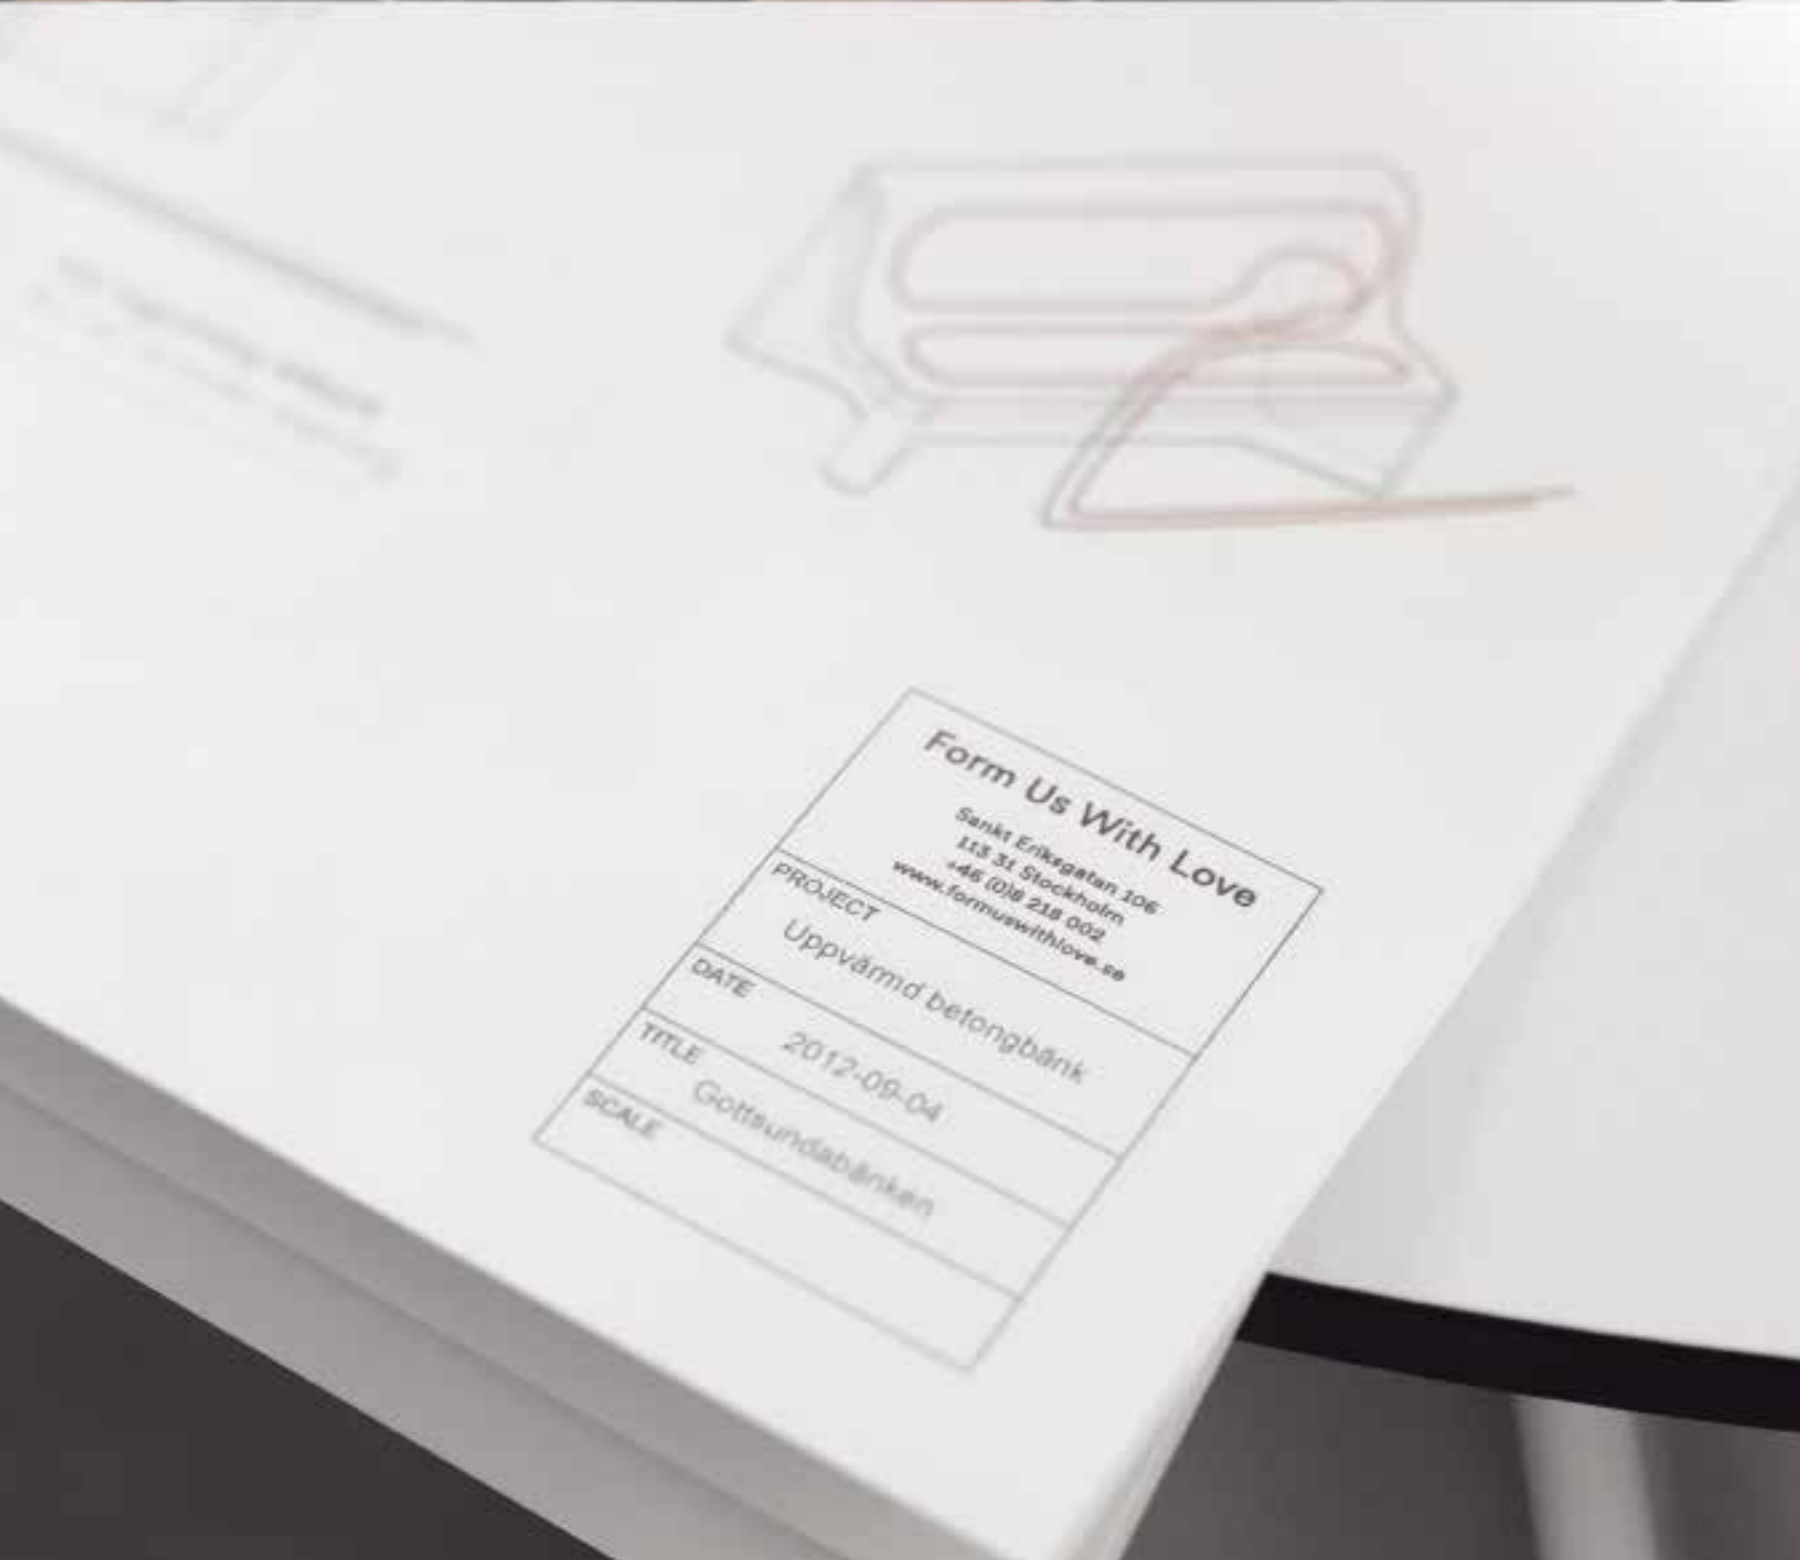 Form Us With Love
Sankt Eriksgatan 106
113 31 Stockholm
+46 (0)8 218 002
www.formuswithlove.se
PROJECT
Uppvärmd betongbänk
DATE
2012-09-04
TITLE
Gottsundabänken
SCALE